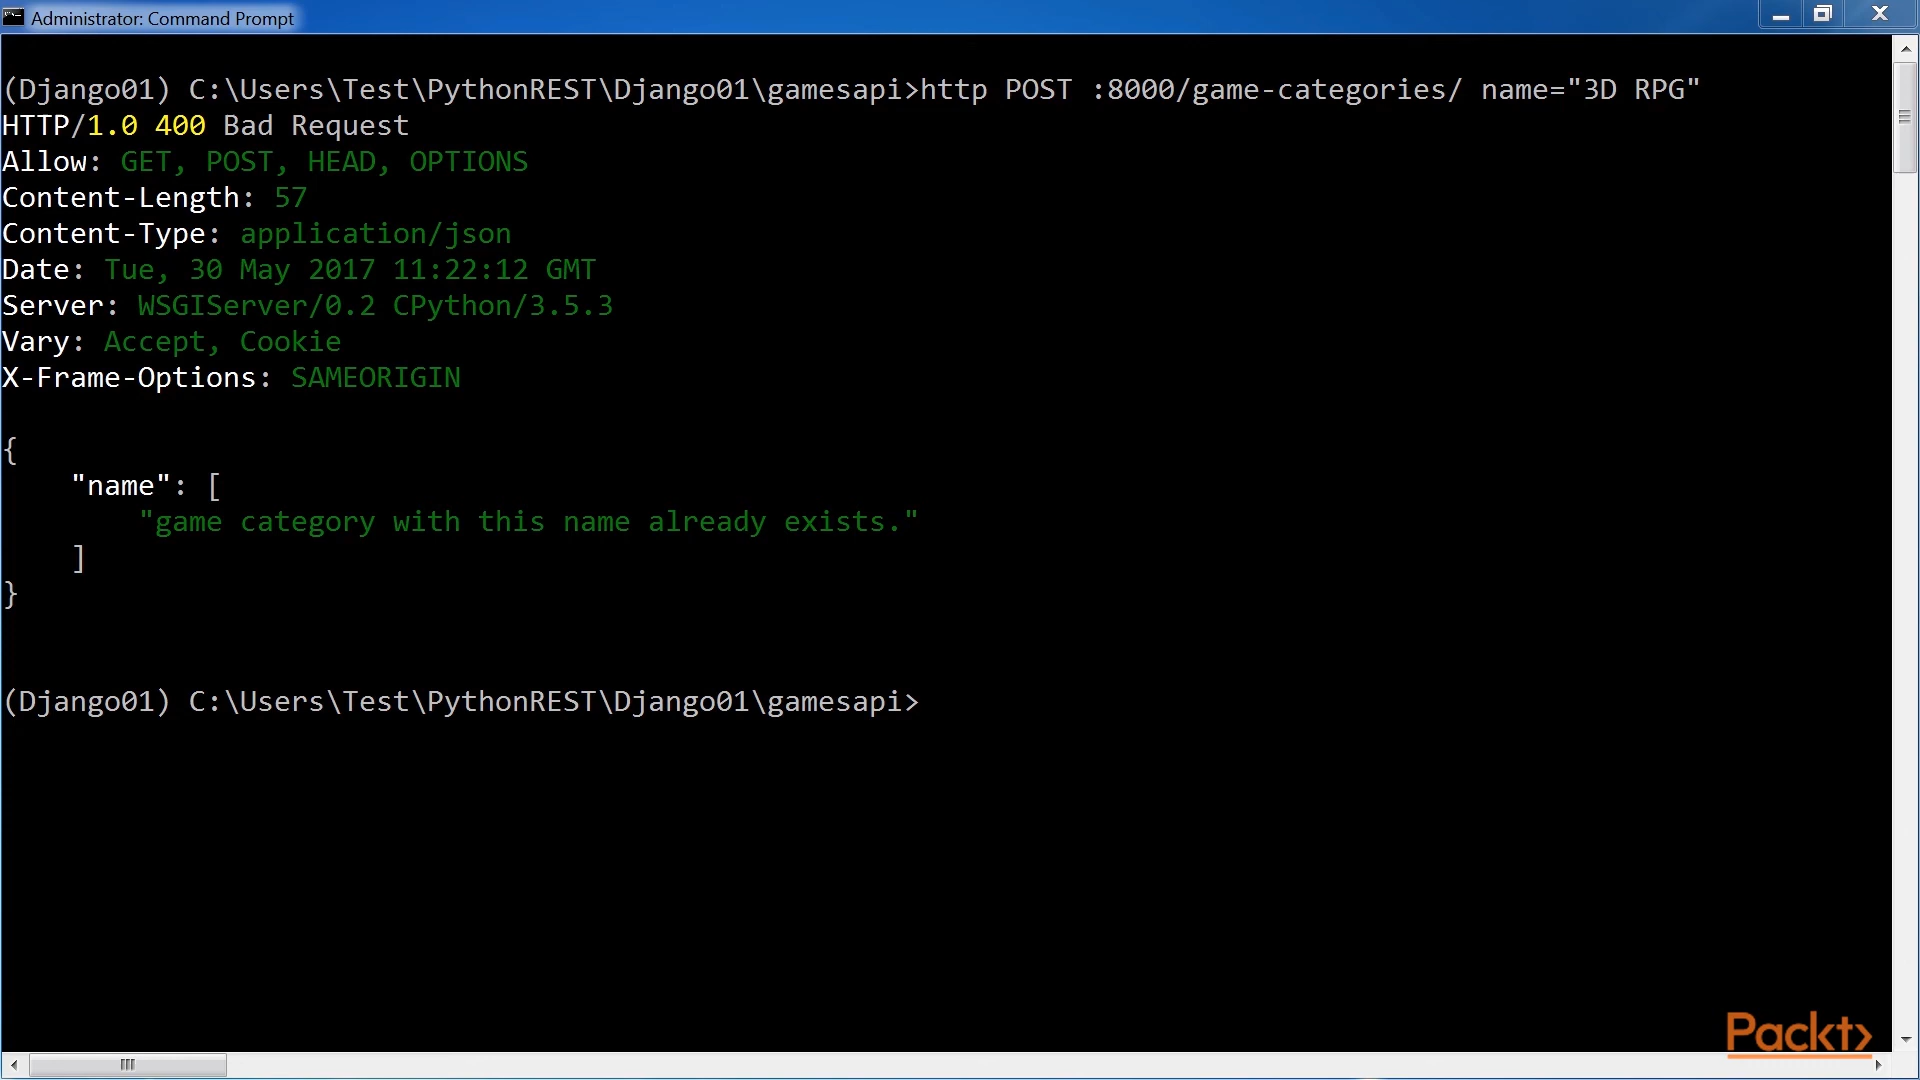 Administrator: Command Prompt
(Django01) C:\Users\Test\PythonREST\Django01\gamesapi>http POST :8000/game-categories/ name="3D RPG"
HTTP/1.0 400 Bad Request
Allow: GET, POST, HEAD, OPTIONS
Content-Length: 57
Content-Type: application/json
Date: Tue, 30 May 2017 11:22:12 GMT
Server: WSGIServer/0.2 CPython/3.5.3
Vary: Accept, Cookie
X-Frame-Options: SAMEORIGIN
{
    "name": [
        "game category with this name already exists."
    ]
}
(Django01) C:\Users\Test\PythonREST\Django01\gamesapi>
Packt>